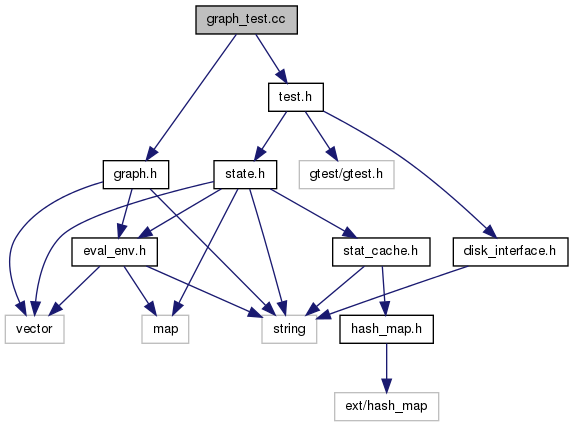 graph_test.cc
test.h
graph.h
state.h
gtest/gtest.h
eval_env.h
stat_cache.h
disk_interface.h
vector
map
string
hash_map.h
ext/hash_map